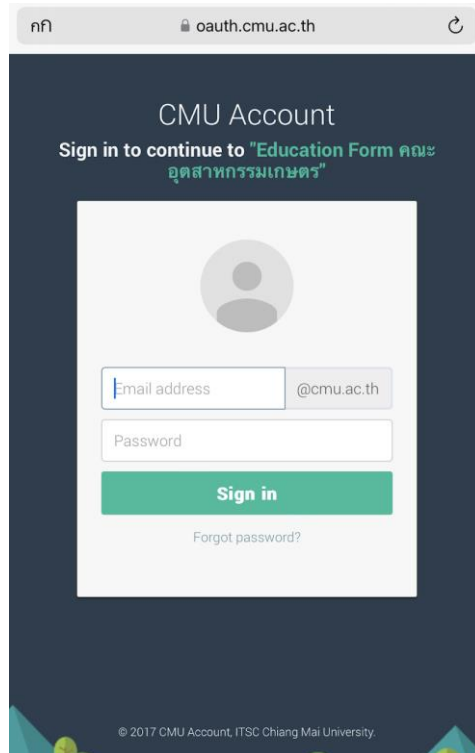 กก
oauth.cmu.ac.th
CMU Account
Sign in to continue to "Education Form คณะ
อุตสาหกรรมเกษตร"
Email address
@cmu.ac.th
Password
Sign in
Forgot password?
© 2017 CMU Account, ITSC Chiang Mai University.